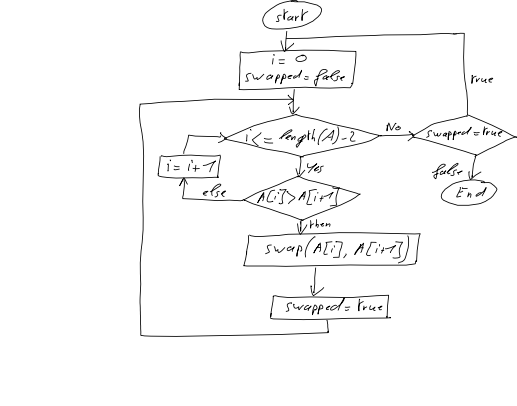 start
i = 0
swapped=false
true
i<= length(A)-2
No
swapped=true
Yes
i= i+1
false
else
A[i]>A[i+1]
End
then
swap(A[i], A[i+1])
swapped=true